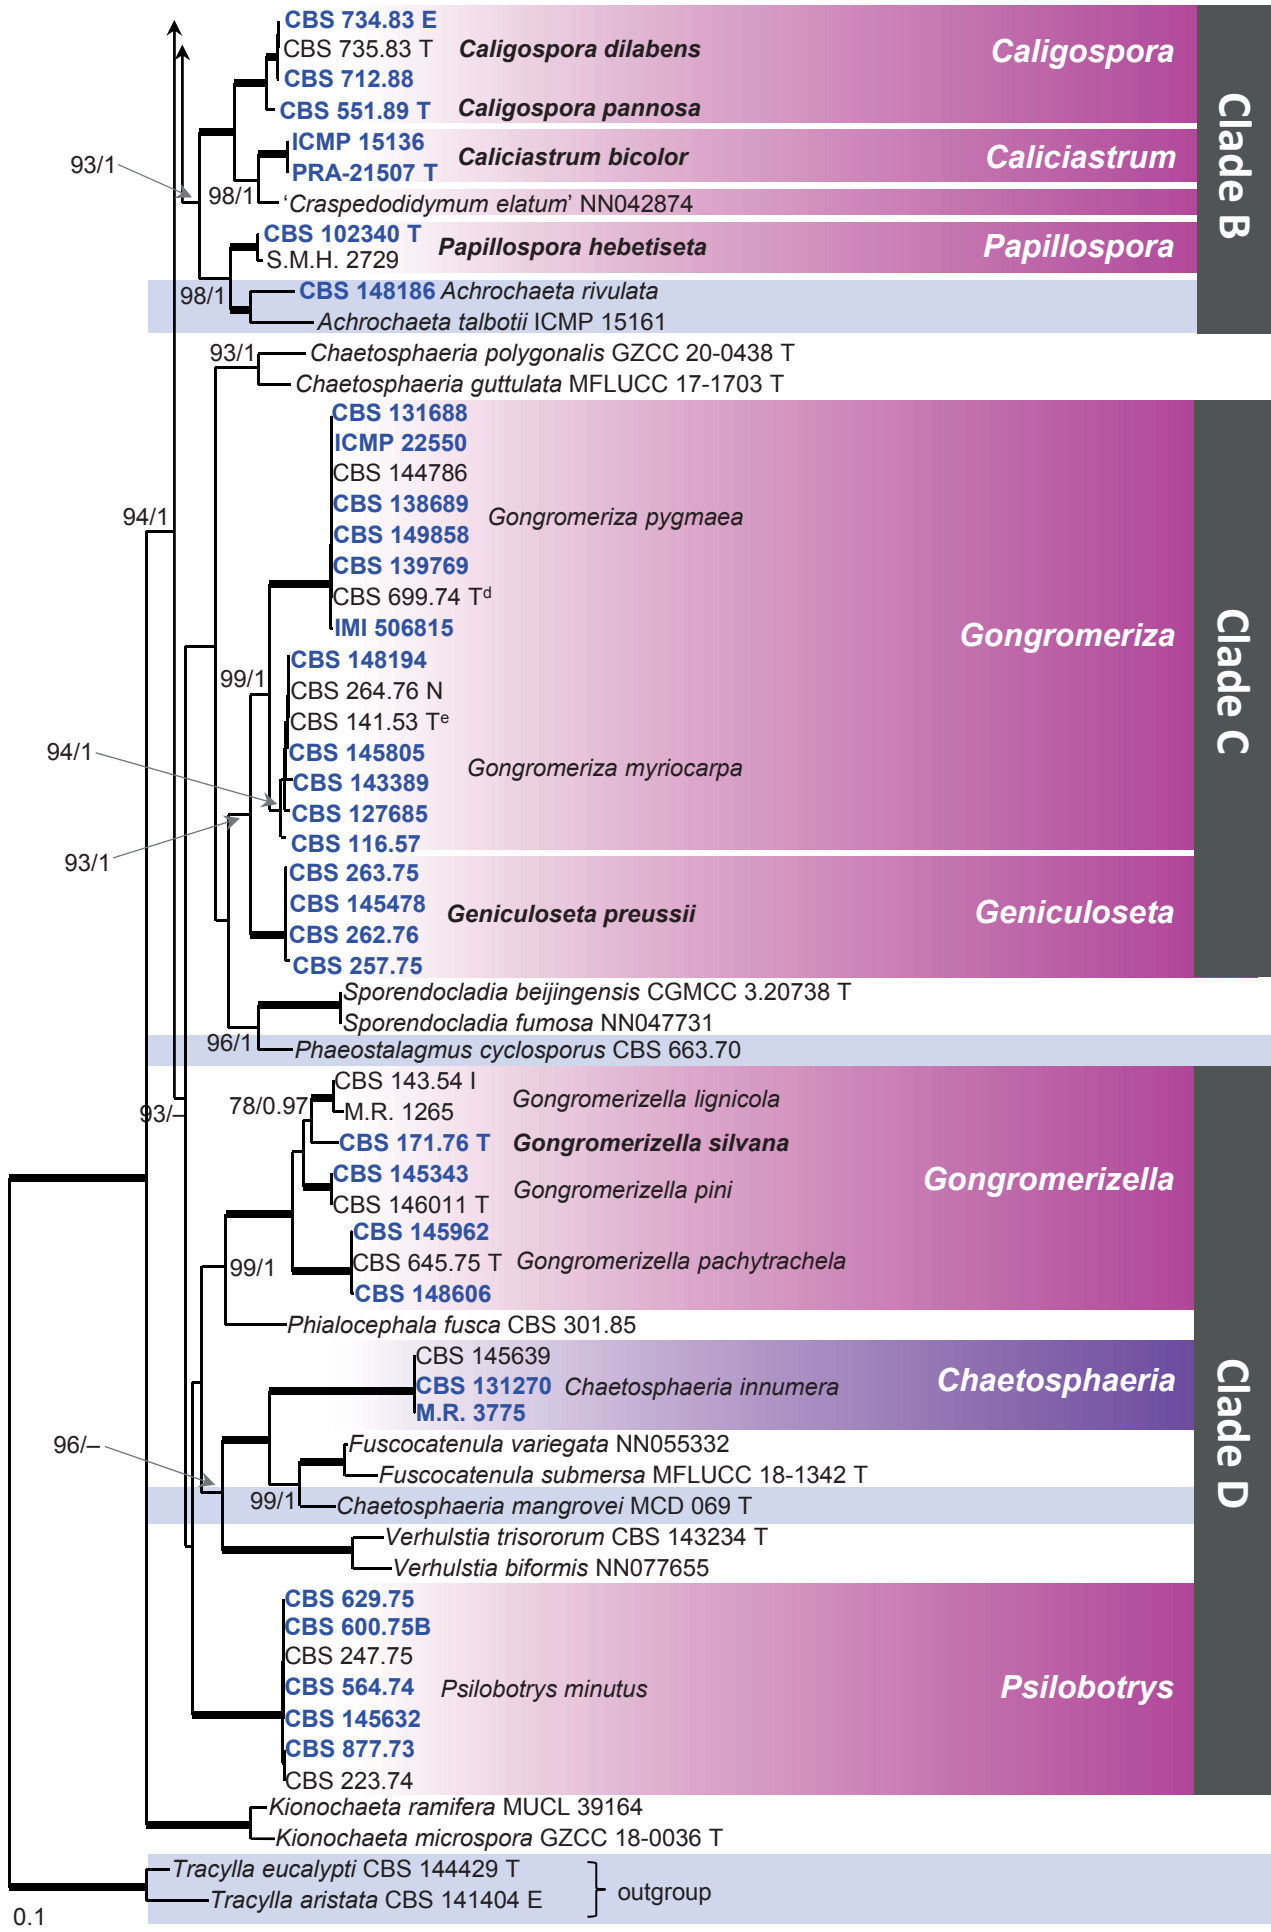 CBS 734.83 E
CBS 735.83 T Caligospora dilabens
Caligospora
CBS 712.88
CBS 551.89 T Caligospora pannosa
Clade B
ICMP 15136
Caliciastrum bicolor
Caliciastrum
PRA-21507 T
93/1
98/1
‘Craspedodidymum elatum’ NN042874
CBS 102340 T
Papillospora hebetiseta
Papillospora
S.M.H. 2729
98/1
CBS 148186 Achrochaeta rivulata
Achrochaeta talbotii ICMP 15161
93/1
Chaetosphaeria polygonalis GZCC 20-0438 T
Chaetosphaeria guttulata MFLUCC 17-1703 T
CBS 131688
ICMP 22550
CBS 144786
CBS 138689
Gongromeriza pygmaea
94/1
CBS 149858
CBS 139769
CBS 699.74 Tᵈ
IMI 506815
Gongromeriza
Clade C
CBS 148194
99/1
CBS 264.76 N
CBS 141.53 Tᵉ
94/1
CBS 145805
Gongromeriza myriocarpa
CBS 143389
CBS 127685
CBS 116.57
93/1
CBS 263.75
CBS 145478
Geniculoseta preussii
Geniculoseta
CBS 262.76
CBS 257.75
Sporendocladia beijingensis CGMCC 3.20738 T
Sporendocladia fumosa NN047731
96/1
Phaeostalagmus cyclosporus CBS 663.70
CBS 143.54 I
78/0.97
Gongromerizella lignicola
M.R. 1265
93/–
CBS 171.76 T Gongromerizella silvana
CBS 145343
Gongromerizella pini
Gongromerizella
CBS 146011 T
CBS 145962
CBS 645.75 T Gongromerizella pachytrachela
99/1
CBS 148606
Phialocephala fusca CBS 301.85
CBS 145639
CBS 131270 Chaetosphaeria innumera
Chaetosphaeria
M.R. 3775
Clade D
96/–
Fuscocatenula variegata NN055332
Fuscocatenula submersa MFLUCC 18-1342 T
99/1
Chaetosphaeria mangrovei MCD 069 T
Verhulstia trisororum CBS 143234 T
Verhulstia biformis NN077655
CBS 629.75
CBS 600.75B
CBS 247.75
CBS 564.74 Psilobotrys minutus
Psilobotrys
CBS 145632
CBS 877.73
CBS 223.74
Kionochaeta ramifera MUCL 39164
Kionochaeta microspora GZCC 18-0036 T
Tracylla eucalypti CBS 144429 T
outgroup
Tracylla aristata CBS 141404 E
0.1